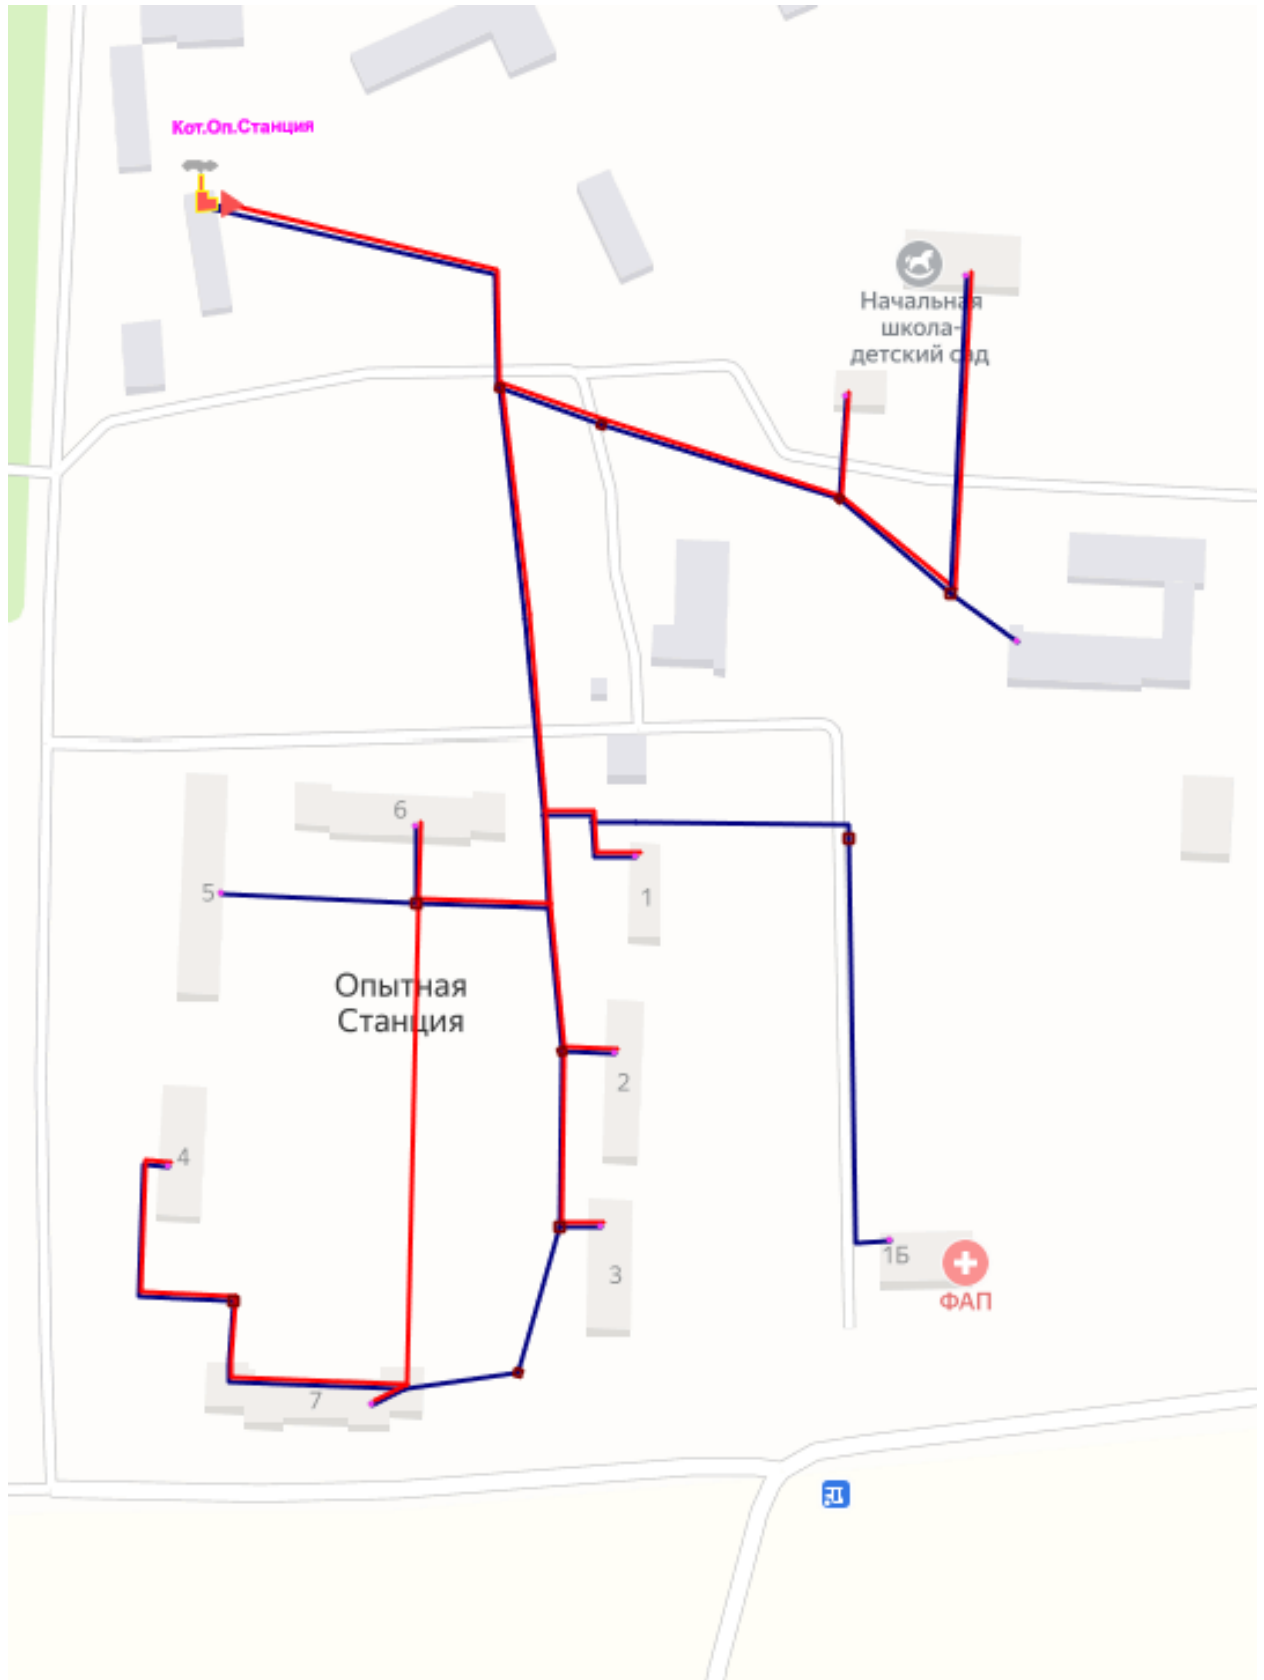 Кот.Оп.Станция
Начальная
школа-
детский сад
6
5
1
Опытная
Станция
2
4
1Б
3
ФАП
7